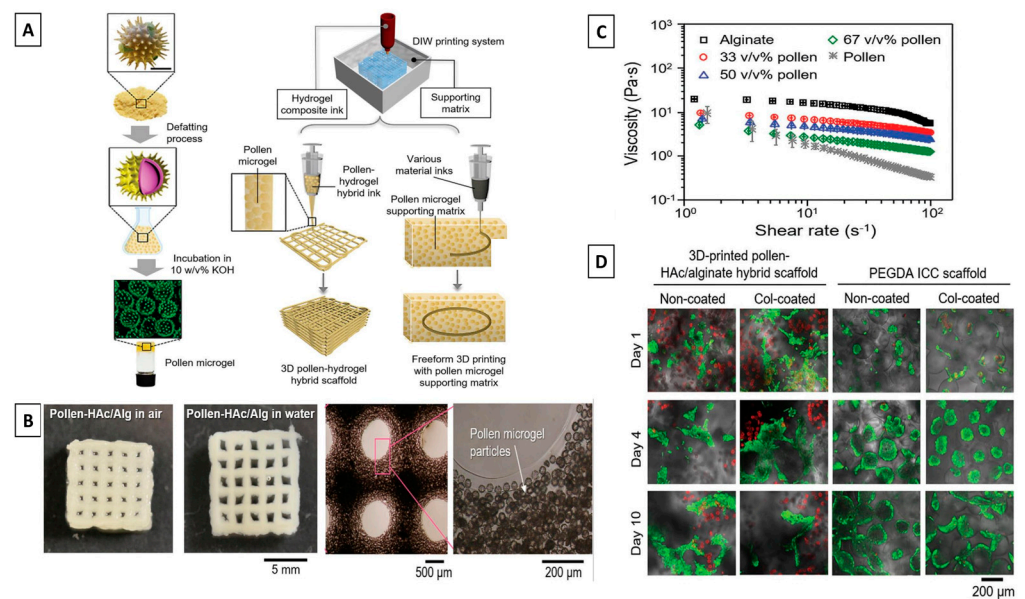 A
Defatting
process
Incubation in
10 w/v% KOH
Pollen microgel
DIW printing system
Hydrogel
composite ink
Supporting
matrix
Pollen
microgel
Pollen-
hydrogel
hybrid ink
Various
material inks
Pollen microgel
supporting matrix
3D pollen-hydrogel
hybrid scaffold
Freeform 3D printing
with pollen microgel
supporting matrix
B
Pollen-HAc/Alg in air
Pollen-HAc/Alg in water
Pollen microgel
particles
5 mm
500 µm
200 µm
C
Viscosity (Pa·s)
10³
10²
10¹
10⁰
10⁻¹
Alginate
33 v/v% pollen
50 v/v% pollen
67 v/v% pollen
Pollen
10⁰
10¹
10²
Shear rate (s⁻¹)
D
3D-printed pollen-
HAc/alginate hybrid scaffold
PEGDA ICC scaffold
Non-coated
Col-coated
Non-coated
Col-coated
Day 1
Day 4
Day 10
200 µm